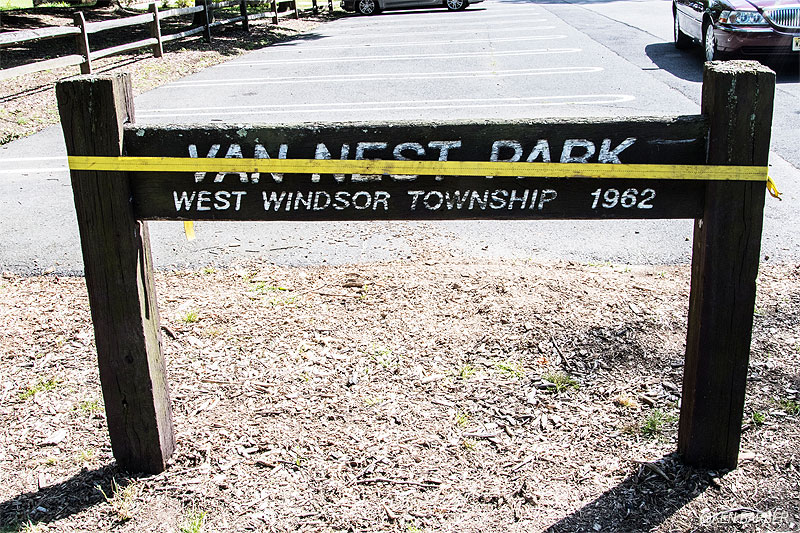 VAN NEST PARK
WEST WINDSOR TOWNSHIP 1962